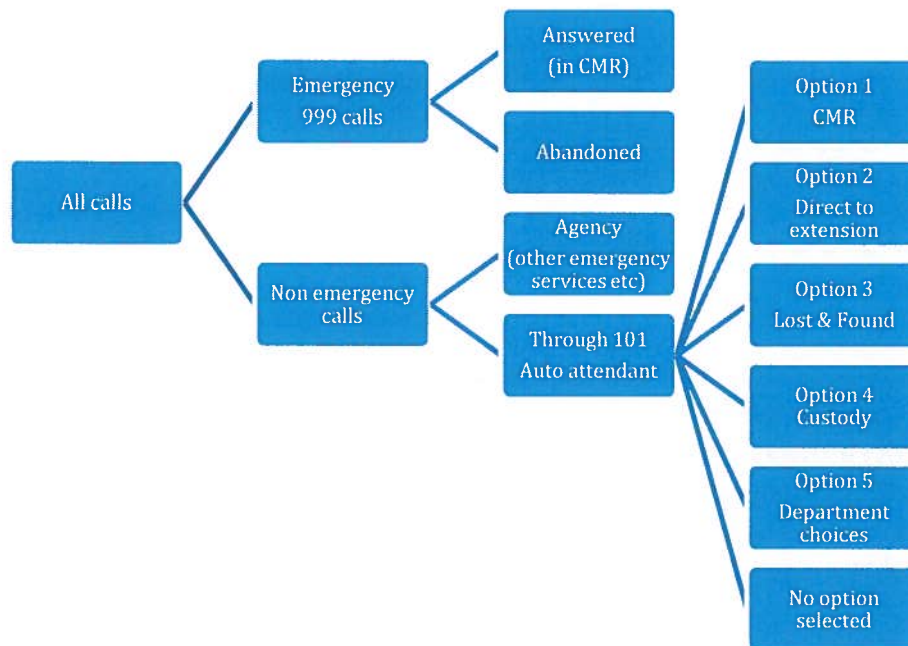 All calls
Emergency
999 calls
Non emergency
calls
Answered
(in CMR)
Abandoned
Agency
(other emergency
services etc)
Through 101
Auto attendant
Option 1
CMR
Option 2
Direct to
extension
Option 3
Lost & Found
Option 4
Custody
Option 5
Department
choices
No option
selected